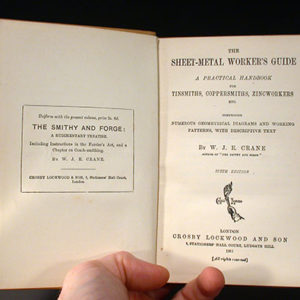 Uniform with the present volume, price 2s. 6d.
THE SMITHY AND FORGE:
A RUDIMENTARY TREATISE.
Including Instructions in the Farrier's Art, and a
Chapter on Coach-smithing.
By W. J. E. CRANE.
CROSBY LOCKWOOD & SON, 4, Stationers' Hall Court,
London.
THE
SHEET-METAL WORKER'S GUIDE
A PRACTICAL HANDBOOK
FOR
TINSMITHS, COPPERSMITHS, ZINCWORKERS
ETC.
COMPRISING
NUMEROUS GEOMETRICAL DIAGRAMS AND WORKING
PATTERNS, WITH DESCRIPTIVE TEXT
By W. J. E. CRANE
AUTHOR OF "THE SMITHY AND FORGE"
EDITION
LONDON
CROSBY LOCKWOOD AND SON
STATIONERS' HALL COURT, LUDGATE HILL
[All rights reserved]